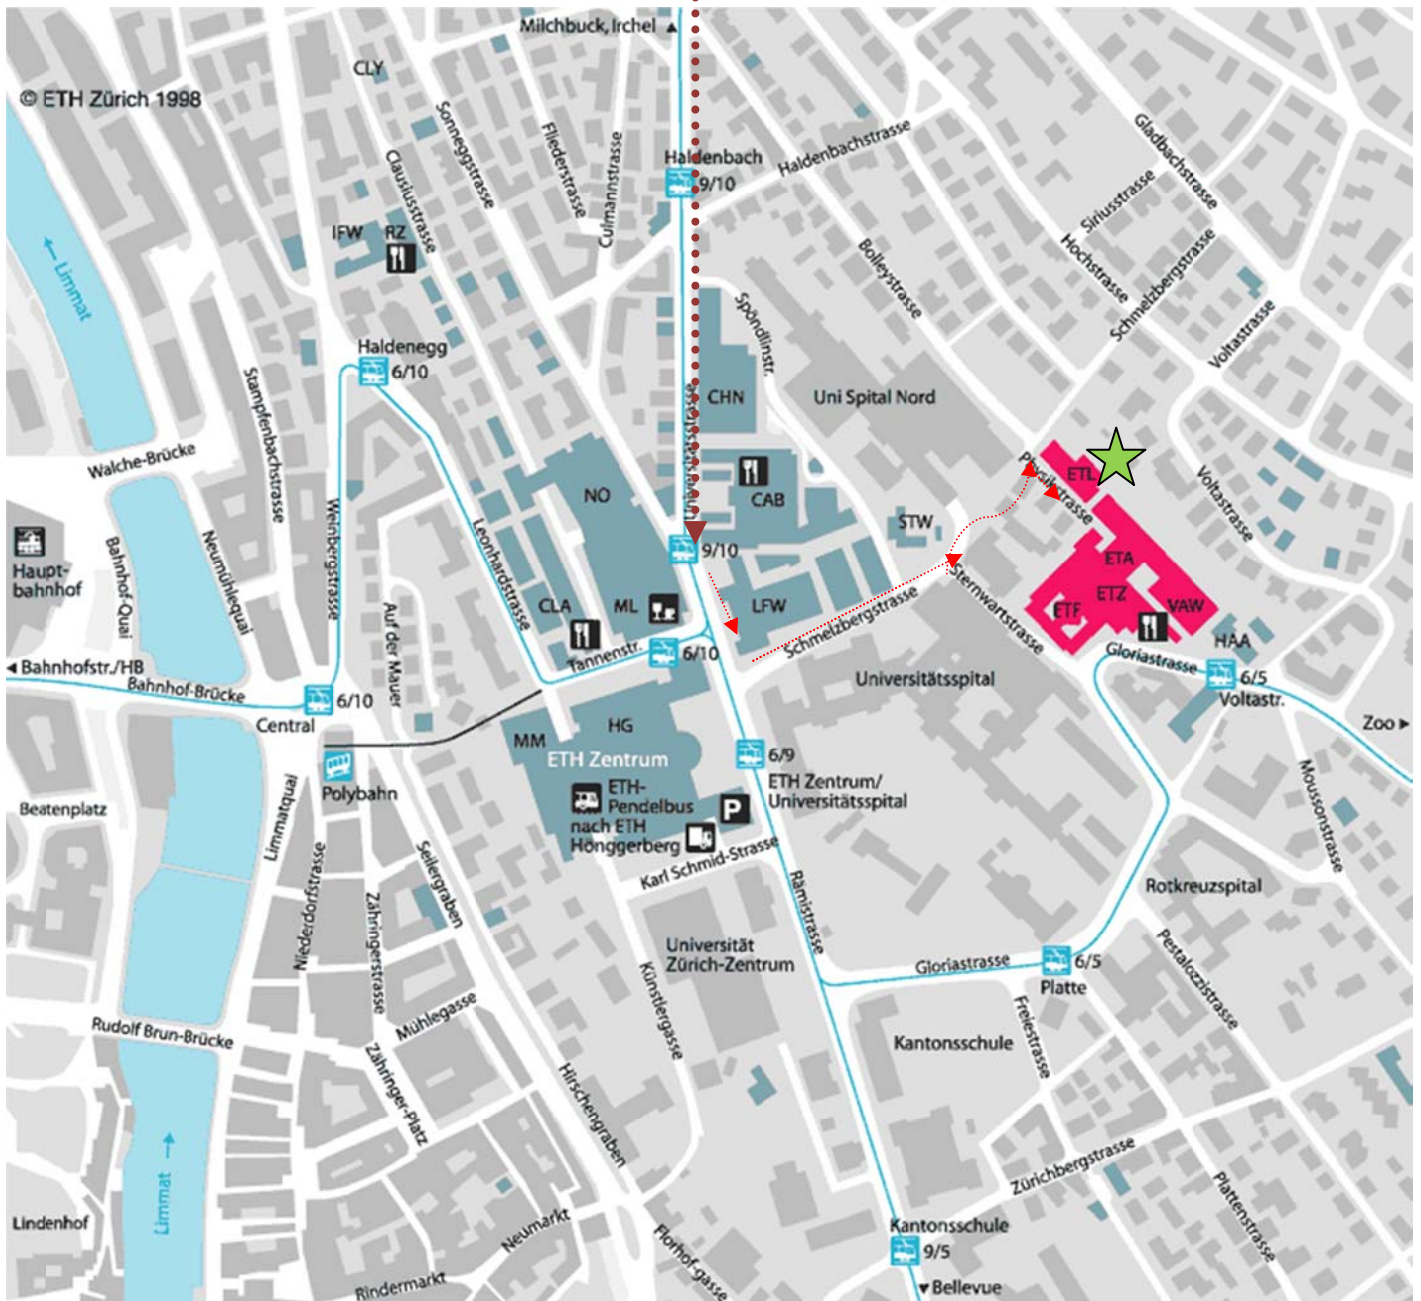 Milchbuck, Irchel ▲
CLY
© ETH Zürich 1998
Sonneggstrasse
Fliederstrasse
Culmannstrasse
Clausiusstrasse
Haldenbach
9/10
Haldenbachstrasse
Gladbachstrasse
Siriusstrasse
Hochstrasse
Schmelzbergstrasse
Voltastrasse
IFW
RZ
Bolleystrasse
Spöndlinstr.
← Limmat
Haldenegg
6/10
Stampfenbachstrasse
CHN
Uni Spital Nord
Walche-Brücke
Weinbergstrasse
Leonhardstrasse
NO
CAB
Physikstrasse
ETL
Voltastrasse
STW
9/10
Haupt-
bahnhof
Bahnhof-Quai
Neumühlequai
Auf der Mauer
CLA
ML
LFW
Schmelzbergstrasse
Sternwartstrasse
ETA
ETZ
ETF
VAW
HAA
Gloriastrasse
Tannenstr.
6/10
◄ Bahnhofstr./HB
Bahnhof-Brücke
6/10
Central
Universitätsspital
6/5
Voltastr.
Zoo ►
MM
HG
ETH Zentrum
6/9
ETH Zentrum/
Universitätsspital
Polybahn
ETH-
Pendelbus
nach ETH
Hönggerberg
P
Beatenplatz
Limmatquai
Niederdorfstrasse
Zähringerstrasse
Seilergraben
Karl Schmid-Strasse
Rämistrasse
Moussonstrasse
Rotkreuzspital
Universität
Zürich-Zentrum
Künstlergasse
Gloriastrasse
6/5
Platte
Pestalozzistrasse
Freiestrasse
Rudolf Brun-Brücke
Mühlegasse
Zähringer-Platz
Hirschengraben
Kantonsschule
Limmat →
Zürichbergstrasse
Plattenstrasse
Lindenhof
Neumarkt
Florhof-gasse
Kantonsschule
9/5
Rindermarkt
▼ Bellevue